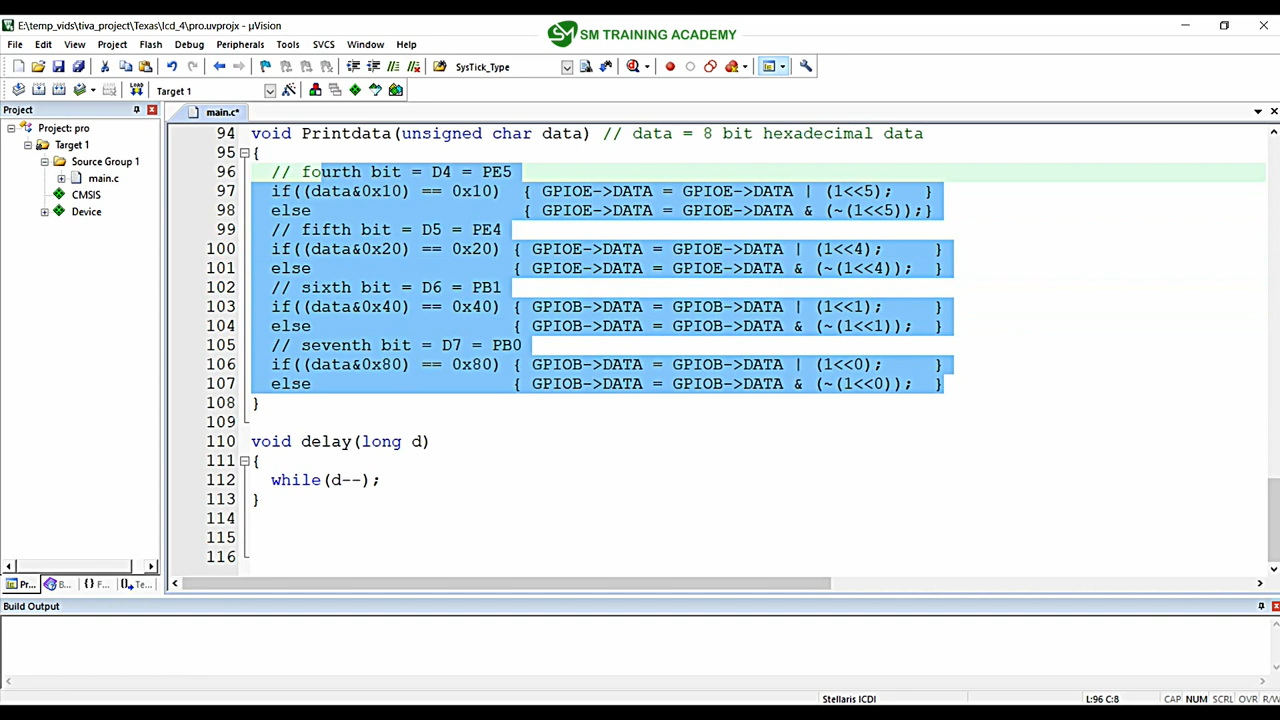 E:\temp_vids\tiva_project\Texas\lcd_4\pro.uvprojx - µVision
SM TRAINING ACADEMY
File Edit View Project Flash Debug Peripherals Tools SVCS Window Help
SysTick_Type
LOAD
Target 1
Project
main.c*
Project: pro
Target 1
Source Group 1
main.c
CMSIS
Device
94 void Printdata(unsigned char data) // data = 8 bit hexadecimal data
95 {
96 // fourth bit = D4 = PE5
97 if((data&0x10) == 0x10) { GPIOE->DATA = GPIOE->DATA | (1<<5); }
98 else { GPIOE->DATA = GPIOE->DATA & (~(1<<5));}
99 // fifth bit = D5 = PE4
100 if((data&0x20) == 0x20) { GPIOE->DATA = GPIOE->DATA | (1<<4); }
101 else { GPIOE->DATA = GPIOE->DATA & (~(1<<4)); }
102 // sixth bit = D6 = PB1
103 if((data&0x40) == 0x40) { GPIOB->DATA = GPIOB->DATA | (1<<1); }
104 else { GPIOB->DATA = GPIOB->DATA & (~(1<<1)); }
105 // seventh bit = D7 = PB0
106 if((data&0x80) == 0x80) { GPIOB->DATA = GPIOB->DATA | (1<<0); }
107 else { GPIOB->DATA = GPIOB->DATA & (~(1<<0)); }
108 }
109
110 void delay(long d)
111 {
112 while(d--);
113 }
114
115
116
Pr... B... {} F... Te...
Build Output
Stellaris ICDI L:96 C:8 CAP NUM SCRL OVR R/W